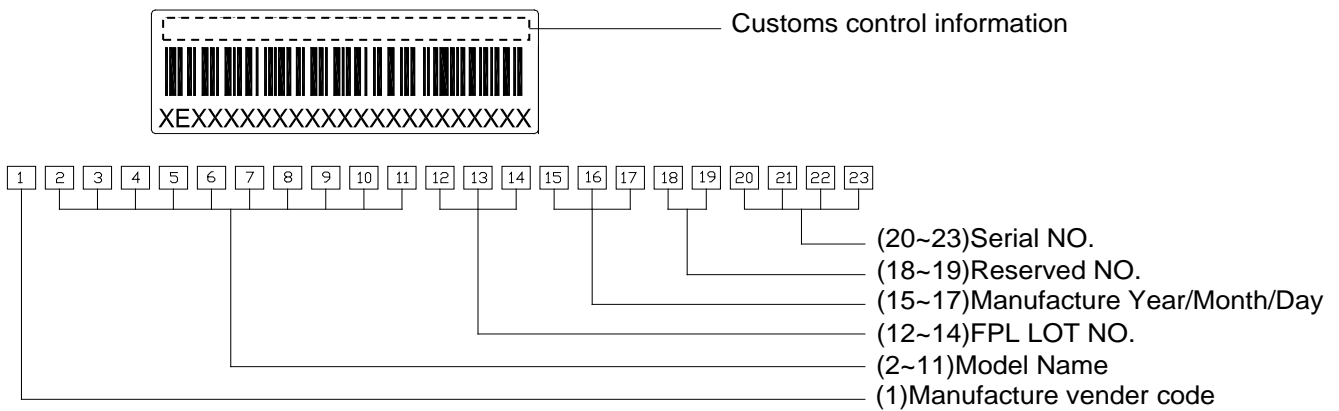 Customs control information
XEXXXXXXXXXXXXXXXXXXXXX
1 2 3 4 5 6 7 8 9 10 11 12 13 14 15 16 17 18 19 20 21 22 23
(20~23)Serial NO.
(18~19)Reserved NO.
(15~17)Manufacture Year/Month/Day
(12~14)FPL LOT NO.
(2~11)Model Name
(1)Manufacture vender code